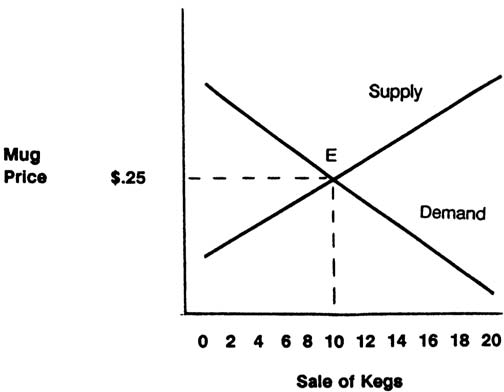 Supply
E
Mug
Price
$.25
Demand
0 2 4 6 8 10 12 14 16 18 20
Sale of Kegs